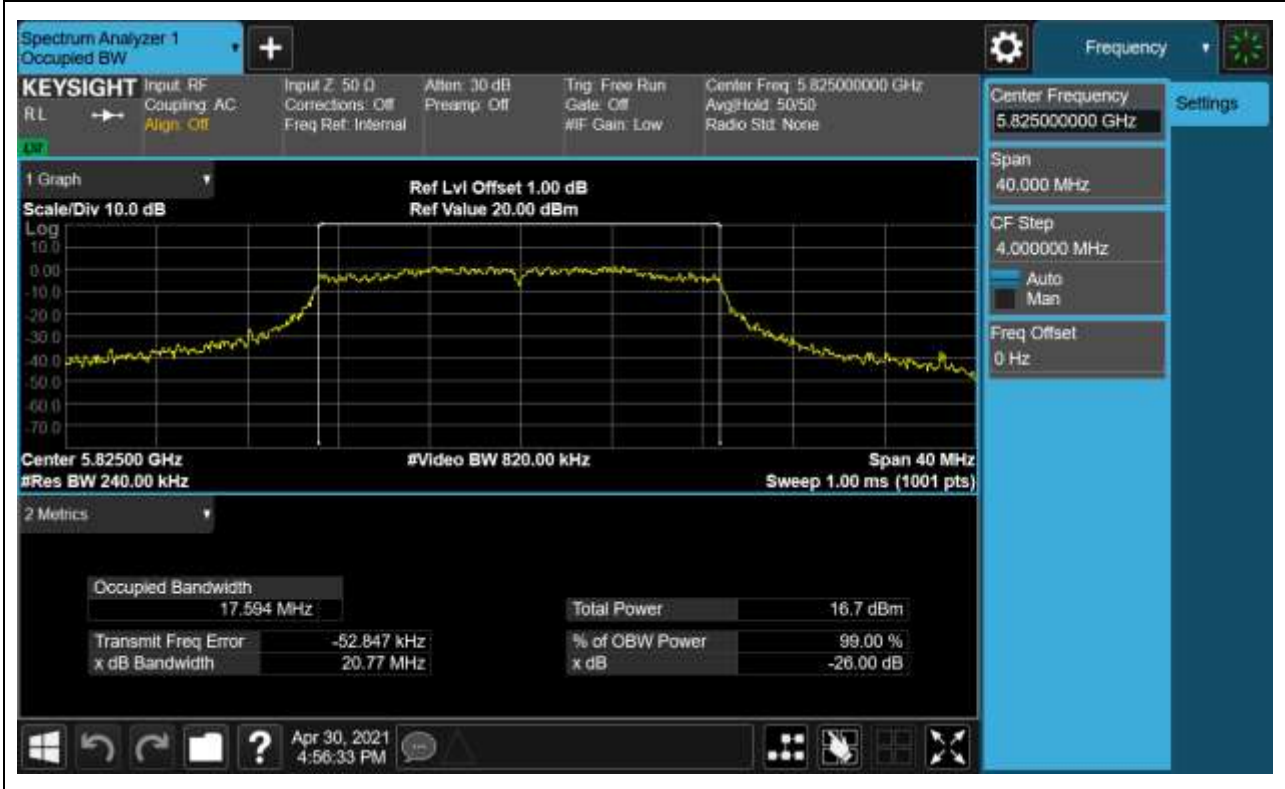 Spectrum Analyzer 1
Occupied BW
+
Frequency
KEYSIGHT
RL
Input: RF
Coupling: AC
Align: Off
Input Z: 50 Ω
Corrections: Off
Freq Ref: Internal
Atten: 30 dB
Preamp: Off
Trig: Free Run
Gate: Off
#IF Gain: Low
Center Freq: 5.825000000 GHz
Avg|Hold: 50/50
Radio Std: None
Center Frequency
5.825000000 GHz
Settings
Span
40.000 MHz
CF Step
4.000000 MHz
Auto
Man
Freq Offset
0 Hz
1 Graph
Scale/Div 10.0 dB
Ref Lvl Offset 1.00 dB
Ref Value 20.00 dBm
Log
10.0
0.00
-10.0
-20.0
-30.0
-40.0
-50.0
-60.0
-70.0
Center 5.82500 GHz
#Video BW 820.00 kHz
Span 40 MHz
#Res BW 240.00 kHz
Sweep 1.00 ms (1001 pts)
2 Metrics
Occupied Bandwidth
17.594 MHz
Total Power 16.7 dBm
Transmit Freq Error -52.847 kHz
% of OBW Power 99.00 %
x dB Bandwidth 20.77 MHz
x dB -26.00 dB
?
Apr 30, 2021
4:56:33 PM